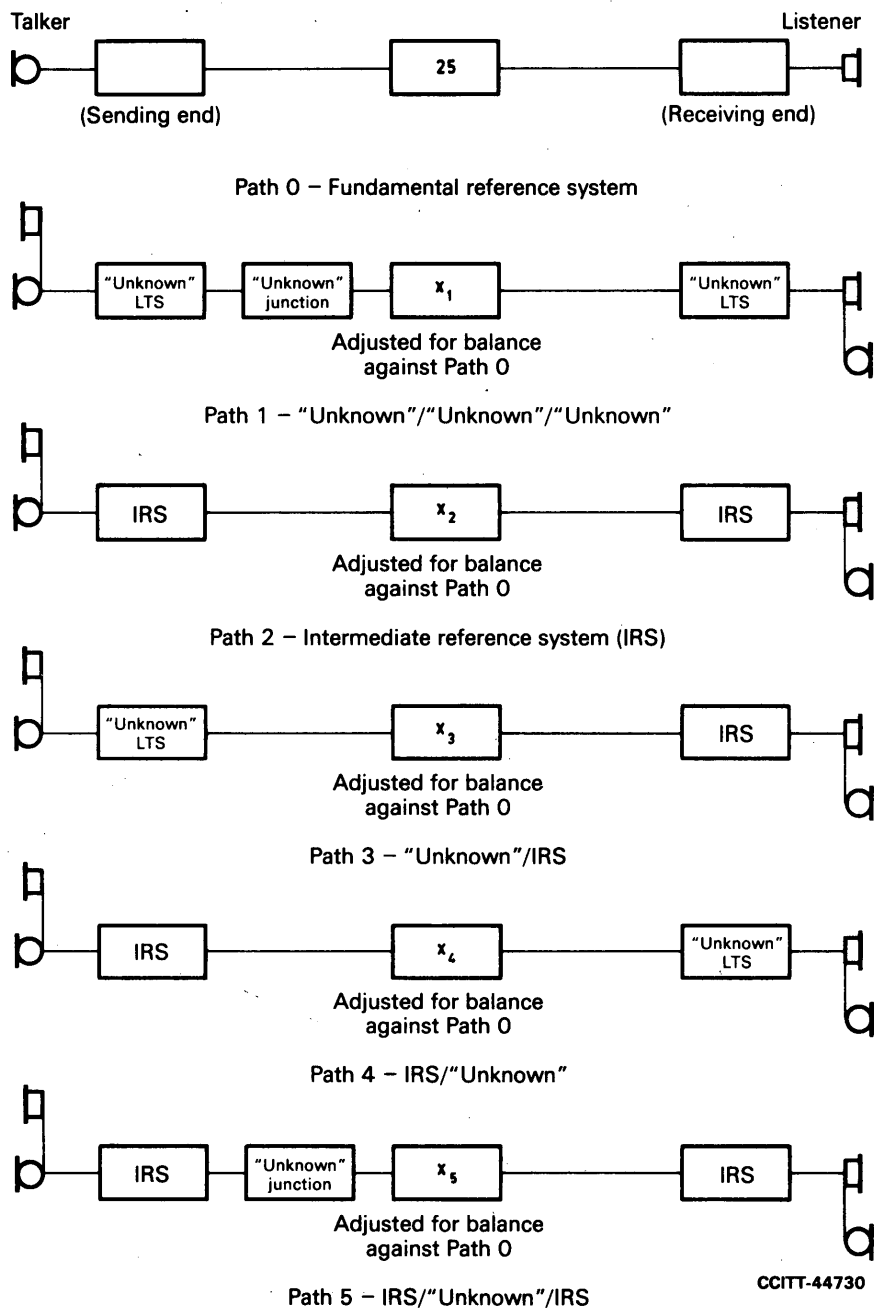 Talker Listener
25
(Sending end) (Receiving end)
Path 0 – Fundamental reference system
"Unknown" LTS "Unknown" junction x₁ "Unknown" LTS
Adjusted for balance
against Path 0
Path 1 – "Unknown"/"Unknown"/"Unknown"
IRS x₂ IRS
Adjusted for balance
against Path 0
Path 2 – Intermediate reference system (IRS)
"Unknown" LTS x₃ IRS
Adjusted for balance
against Path 0
Path 3 – "Unknown"/IRS
IRS x₄ "Unknown" LTS
Adjusted for balance
against Path 0
Path 4 – IRS/"Unknown"
IRS "Unknown" junction x₅ IRS
Adjusted for balance
against Path 0
CCITT-44730
Path 5 – IRS/"Unknown"/IRS